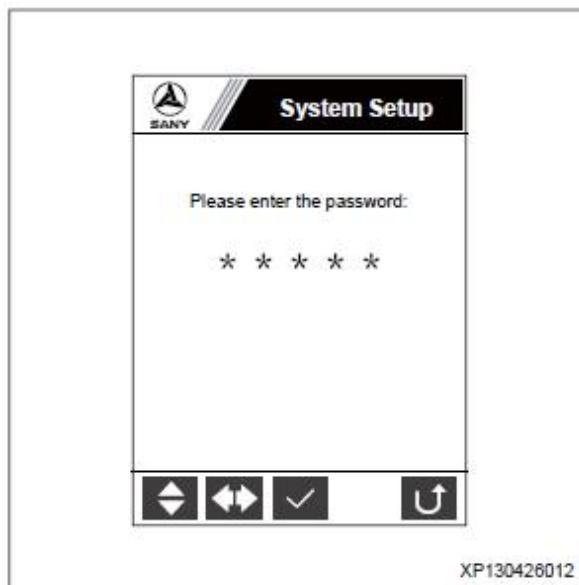 System Setup
SANY
Please enter the password:
* * * * *
XP130426012